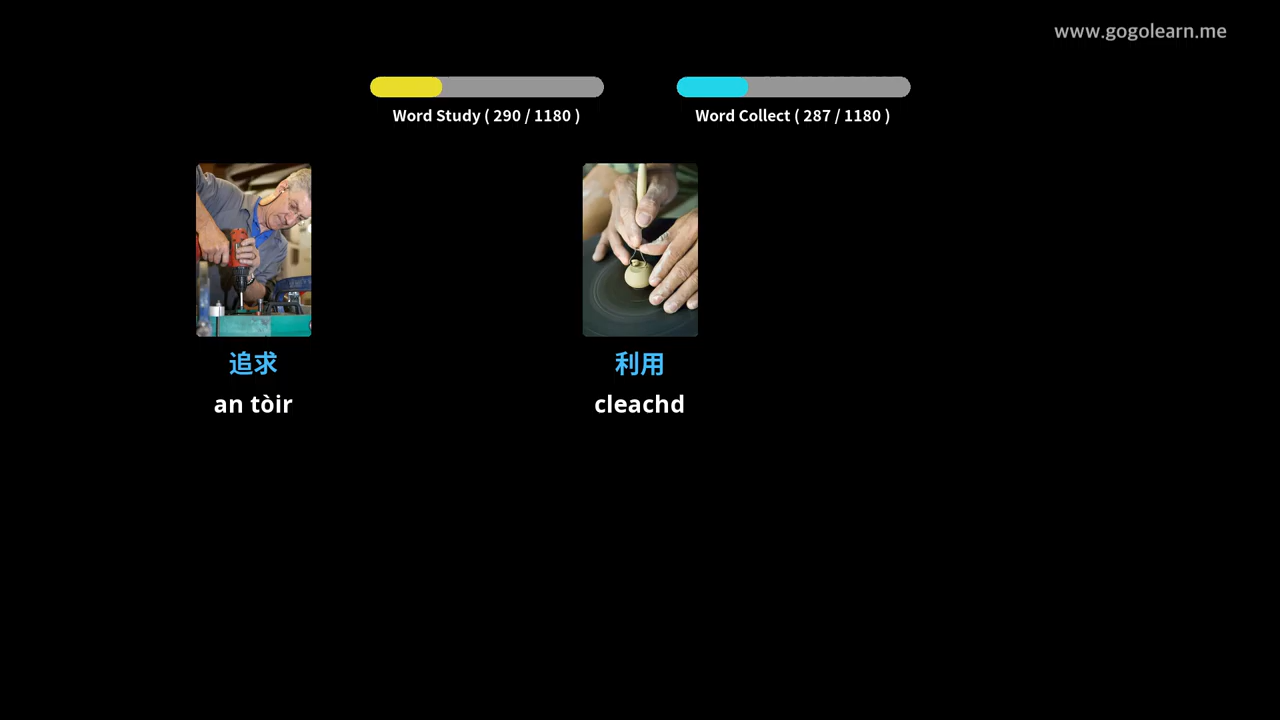 www.gogolearn.me
Word Study ( 290 / 1180 )
Word Collect ( 287 / 1180 )
追求
an tòir
利用
cleachd